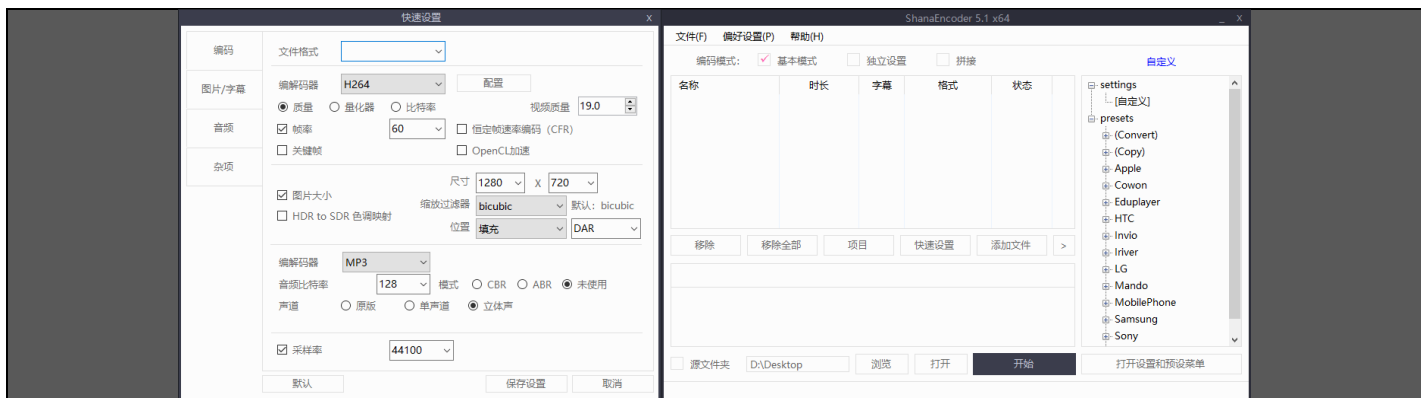 快速设置 X
编码
图片/字幕
音频
杂项
文件格式
编解码器 H264 配置
质量 量化器 比特率 视频质量 19.0
帧率 60 恒定帧速率编码 (CFR)
关键帧 OpenCL加速
尺寸 1280 X 720
图片大小
缩放过滤器 bicubic 默认: bicubic
HDR to SDR 色调映射
位置 填充 DAR
编解码器 MP3
音频比特率 128 模式 CBR ABR 未使用
声道 原版 单声道 立体声
采样率 44100
默认 保存设置 取消
ShanaEncoder 5.1 x64 _ X
文件(F) 偏好设置(P) 帮助(H)
编码模式: 基本模式 独立设置 拼接 自定义
名称 时长 字幕 格式 状态
settings
[自定义]
presets
(Convert)
(Copy)
Apple
Cowon
Eduplayer
HTC
Invio
Iriver
LG
Mando
MobilePhone
Samsung
Sony
移除 移除全部 项目 快速设置 添加文件 >
源文件夹 D:\Desktop 浏览 打开 开始 打开设置和预设菜单